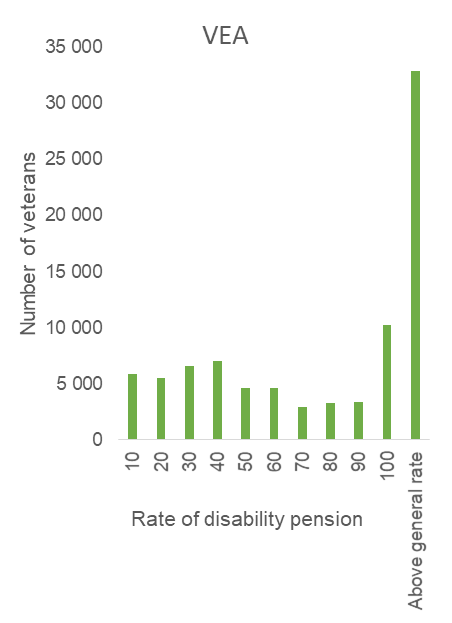 VEA
35 000
30 000
25 000
20 000
15 000
10 000
5 000
0
Number of veterans
10 20 30 40 50 60 70 80 90 100 Above general rate
Rate of disability pension